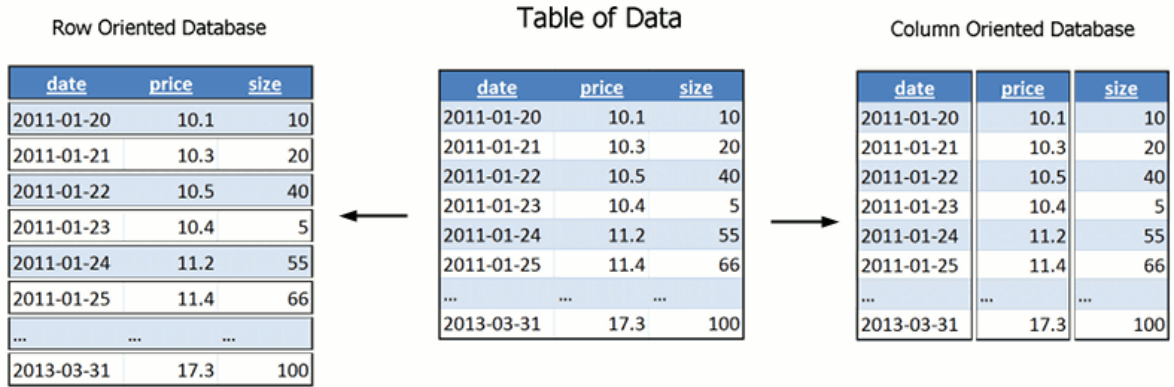 Table of Data
Row Oriented Database
date price size
2011-01-20 10.1 10
2011-01-21 10.3 20
2011-01-22 10.5 40
2011-01-23 10.4 5
2011-01-24 11.2 55
2011-01-25 11.4 66
... ... ...
2013-03-31 17.3 100
date price size
2011-01-20 10.1 10
2011-01-21 10.3 20
2011-01-22 10.5 40
2011-01-23 10.4 5
2011-01-24 11.2 55
2011-01-25 11.4 66
... ... ...
2013-03-31 17.3 100
Column Oriented Database
date price size
2011-01-20 10.1 10
2011-01-21 10.3 20
2011-01-22 10.5 40
2011-01-23 10.4 5
2011-01-24 11.2 55
2011-01-25 11.4 66
... ... ...
2013-03-31 17.3 100